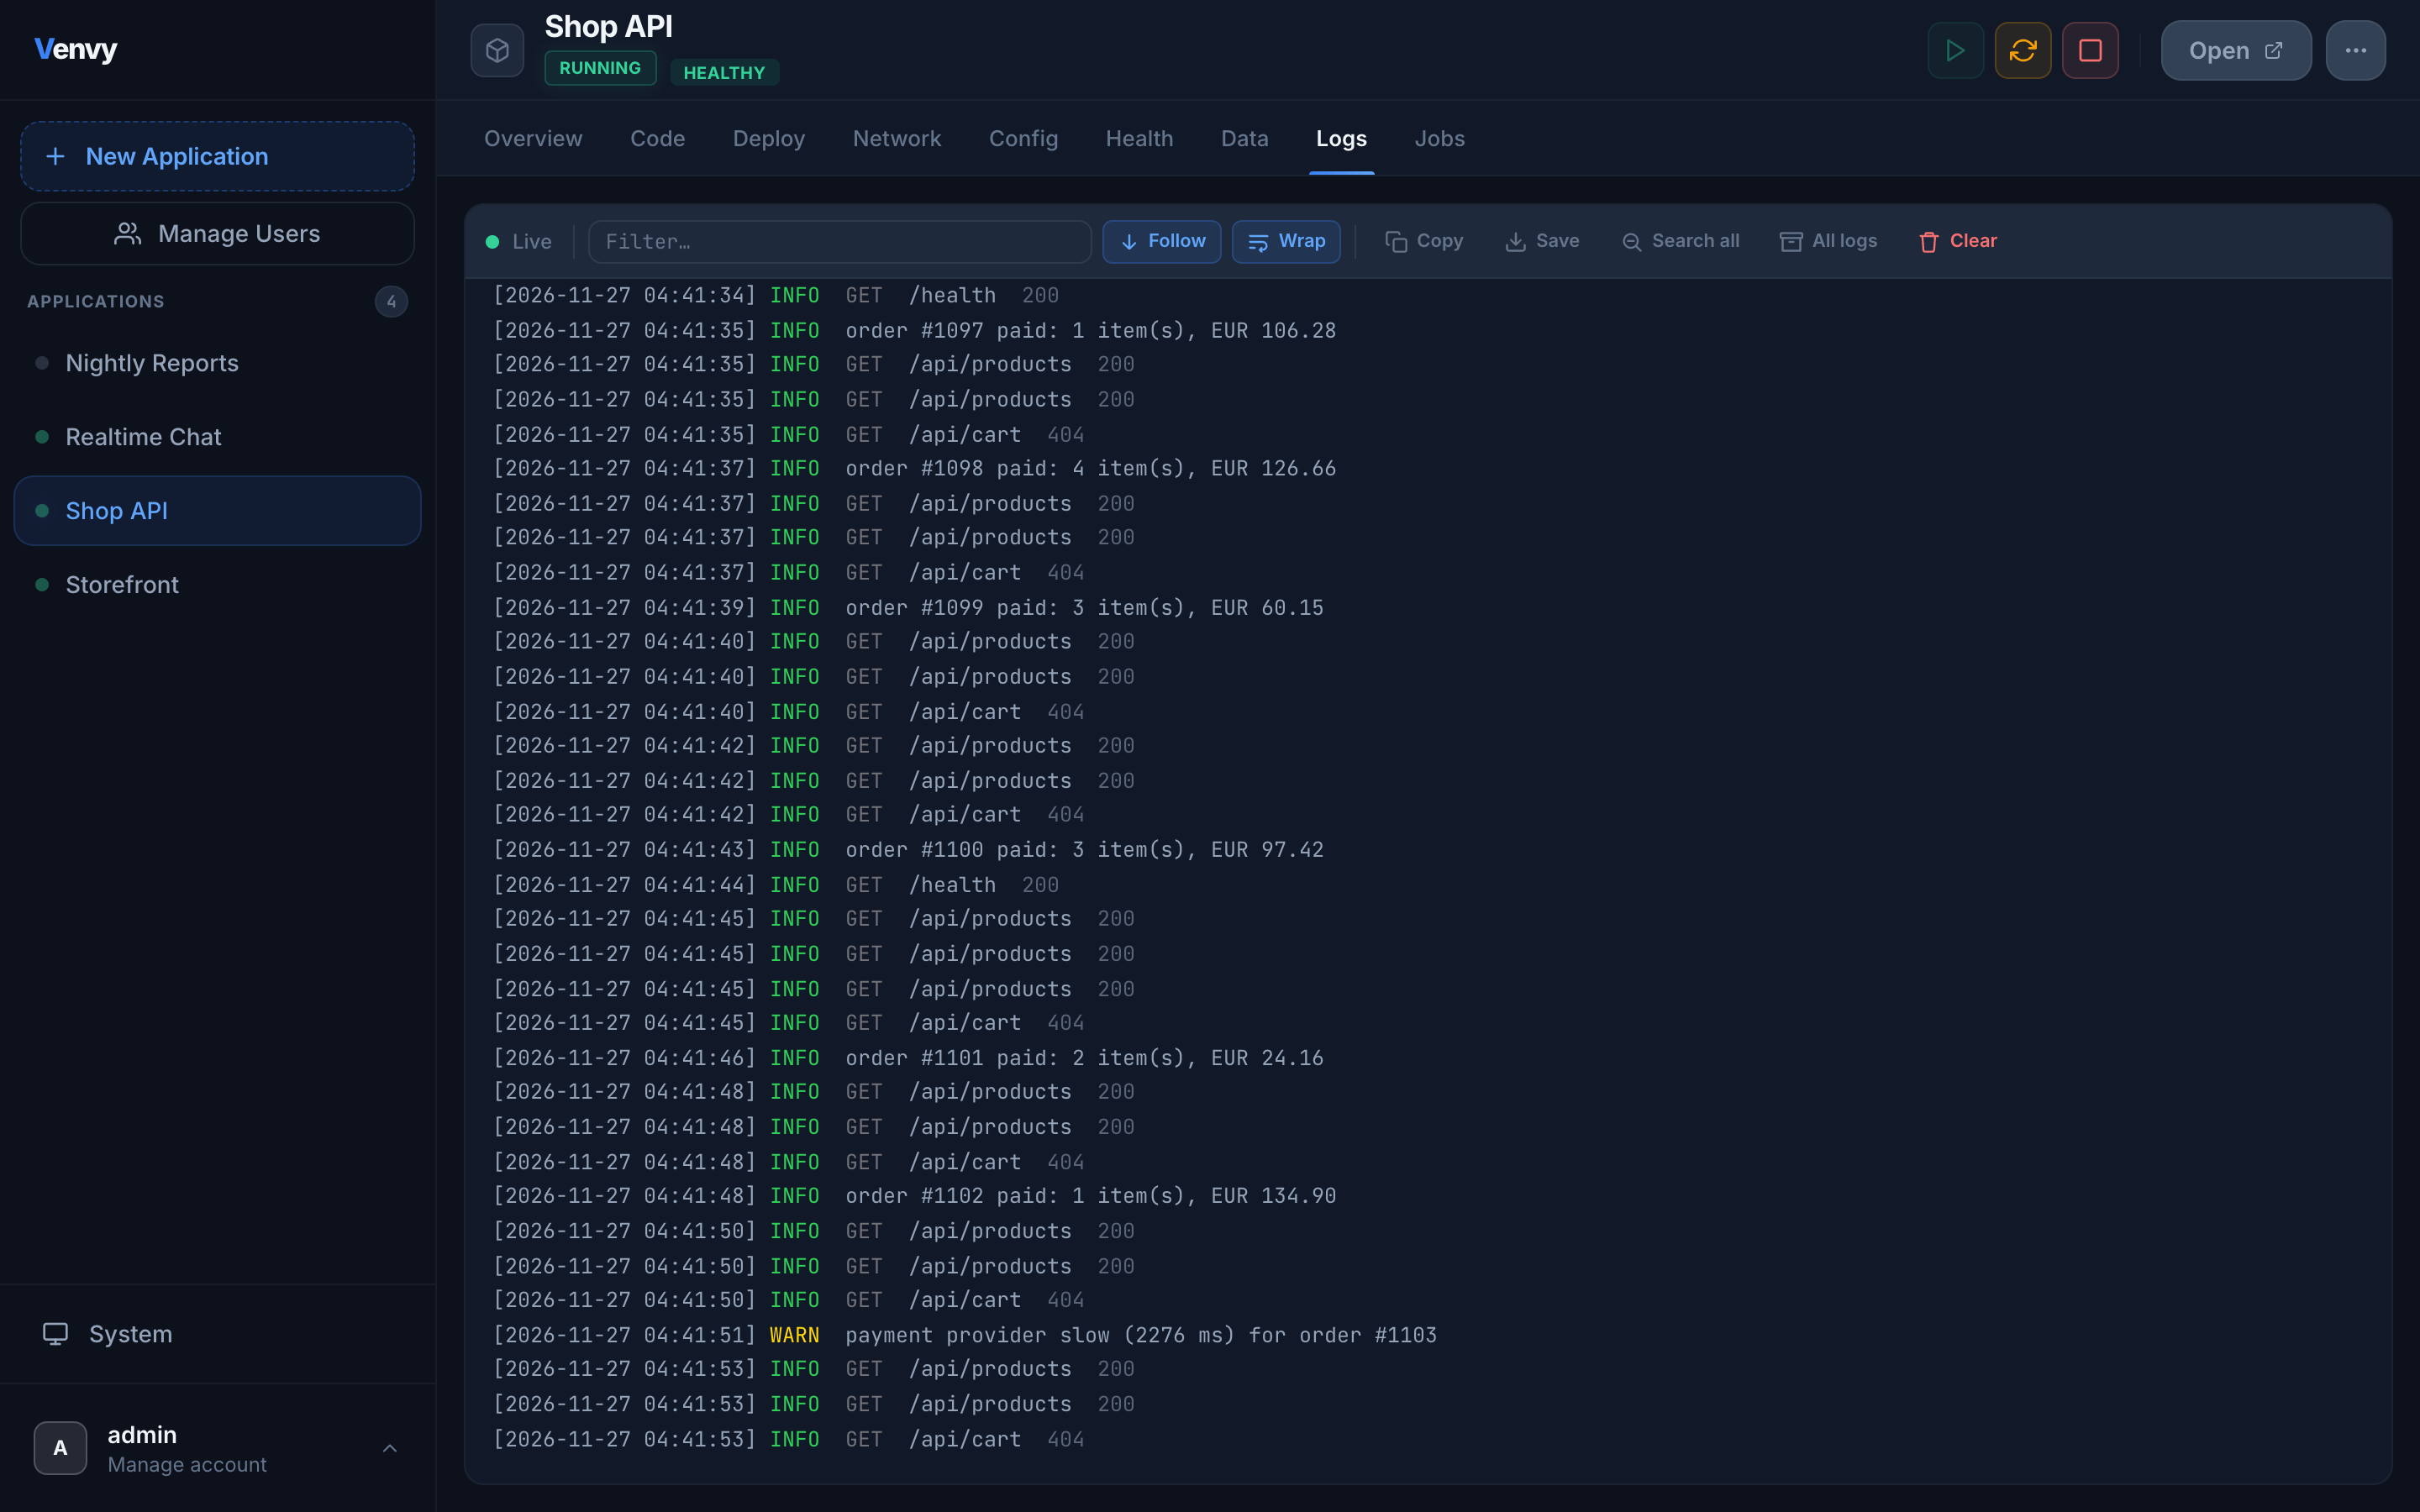 Venvy
New Application
Manage Users
APPLICATIONS 4
Nightly Reports
Realtime Chat
Shop API
Storefront
System
A
admin
Manage account
Shop API
RUNNING HEALTHY
Open
Overview Code Deploy Network Config Health Data Logs Jobs
Live Filter… Follow Wrap Copy Save Search all All logs Clear
[2026-11-27 04:41:34] INFO GET /health 200
[2026-11-27 04:41:35] INFO order #1097 paid: 1 item(s), EUR 106.28
[2026-11-27 04:41:35] INFO GET /api/products 200
[2026-11-27 04:41:35] INFO GET /api/products 200
[2026-11-27 04:41:35] INFO GET /api/cart 404
[2026-11-27 04:41:37] INFO order #1098 paid: 4 item(s), EUR 126.66
[2026-11-27 04:41:37] INFO GET /api/products 200
[2026-11-27 04:41:37] INFO GET /api/products 200
[2026-11-27 04:41:37] INFO GET /api/cart 404
[2026-11-27 04:41:39] INFO order #1099 paid: 3 item(s), EUR 60.15
[2026-11-27 04:41:40] INFO GET /api/products 200
[2026-11-27 04:41:40] INFO GET /api/products 200
[2026-11-27 04:41:40] INFO GET /api/cart 404
[2026-11-27 04:41:42] INFO GET /api/products 200
[2026-11-27 04:41:42] INFO GET /api/products 200
[2026-11-27 04:41:42] INFO GET /api/cart 404
[2026-11-27 04:41:43] INFO order #1100 paid: 3 item(s), EUR 97.42
[2026-11-27 04:41:44] INFO GET /health 200
[2026-11-27 04:41:45] INFO GET /api/products 200
[2026-11-27 04:41:45] INFO GET /api/products 200
[2026-11-27 04:41:45] INFO GET /api/products 200
[2026-11-27 04:41:45] INFO GET /api/cart 404
[2026-11-27 04:41:46] INFO order #1101 paid: 2 item(s), EUR 24.16
[2026-11-27 04:41:48] INFO GET /api/products 200
[2026-11-27 04:41:48] INFO GET /api/products 200
[2026-11-27 04:41:48] INFO GET /api/cart 404
[2026-11-27 04:41:48] INFO order #1102 paid: 1 item(s), EUR 134.90
[2026-11-27 04:41:50] INFO GET /api/products 200
[2026-11-27 04:41:50] INFO GET /api/products 200
[2026-11-27 04:41:50] INFO GET /api/cart 404
[2026-11-27 04:41:51] WARN payment provider slow (2276 ms) for order #1103
[2026-11-27 04:41:53] INFO GET /api/products 200
[2026-11-27 04:41:53] INFO GET /api/products 200
[2026-11-27 04:41:53] INFO GET /api/cart 404